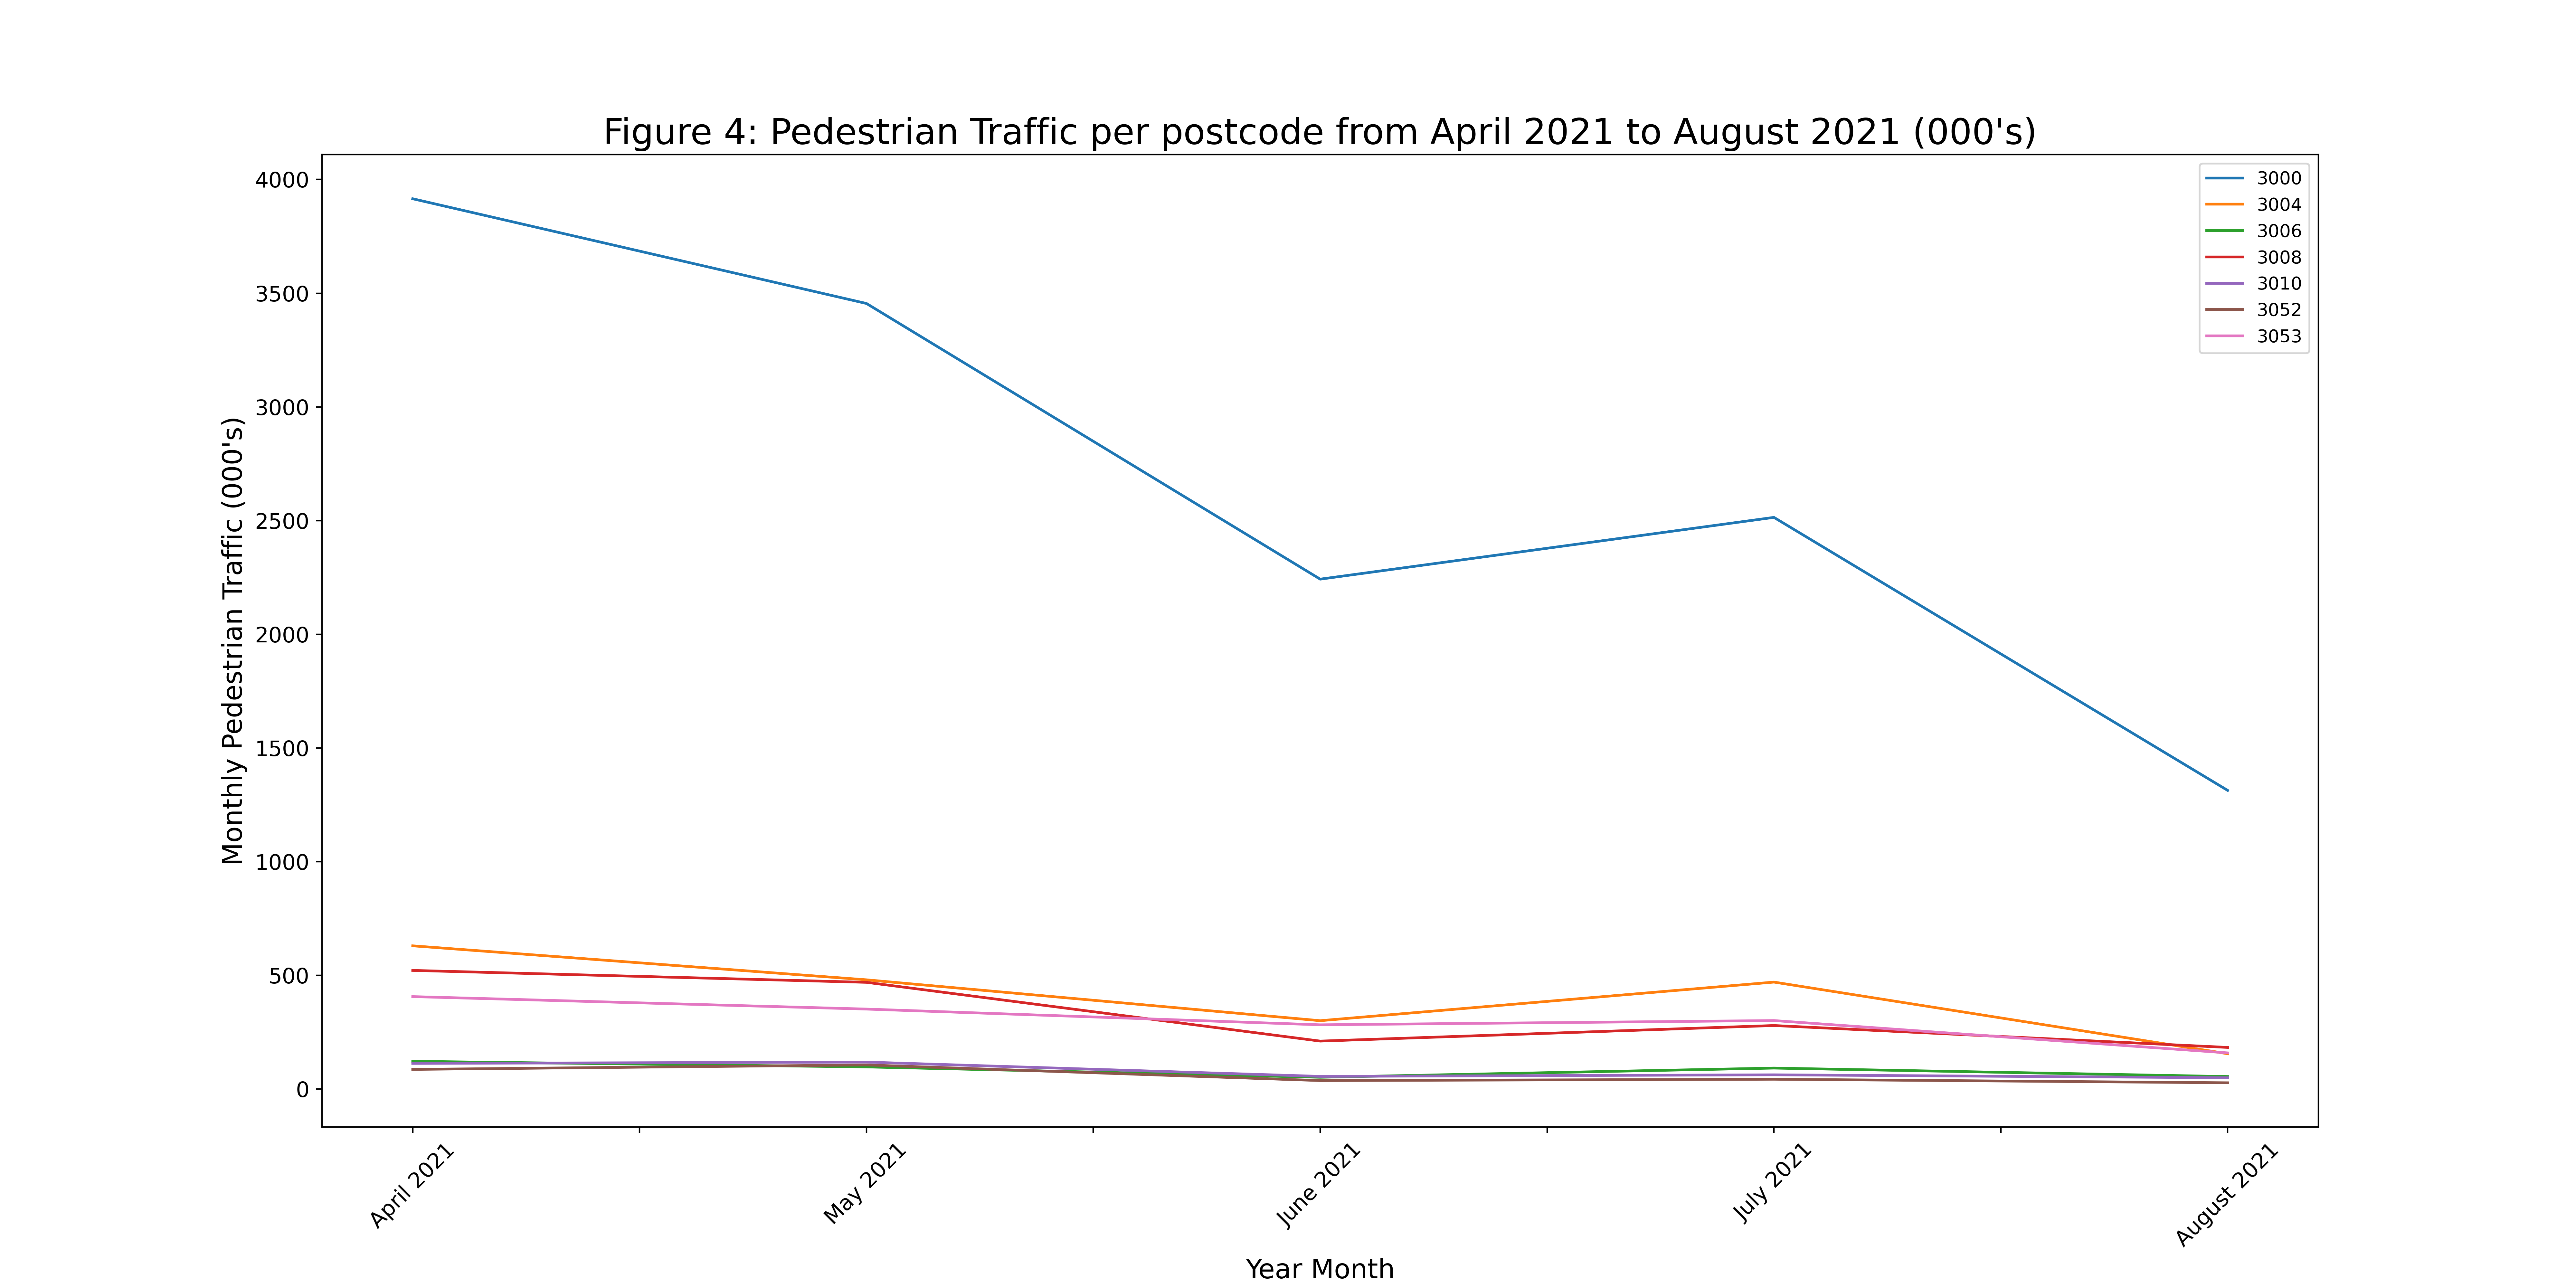 Figure 4: Pedestrian Traffic per postcode from April 2021 to August 2021 (000's)
4000
3500
3000
2500
2000
1500
1000
500
0
Monthly Pedestrian Traffic (000's)
3000
3004
3006
3008
3010
3052
3053
April 2021
May 2021
June 2021
July 2021
August 2021
Year Month